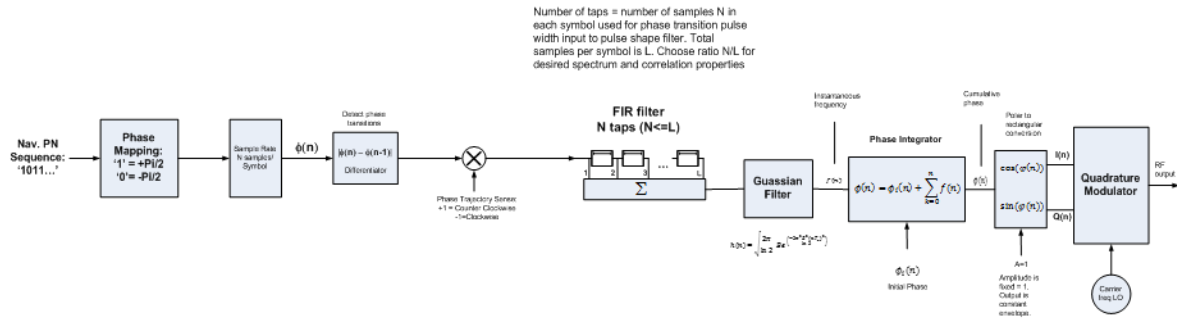 Number of taps = number of samples N in
each symbol used for phase transition pulse
width input to pulse shape filter. Total
samples per symbol is L. Choose ratio N/L for
desired spectrum and correlation properties
Nav. PN
Sequence:
'1011...'
Phase
Mapping:
'1' = +Pi/2
'0'= -Pi/2
Sample Rate
N samples/
Symbol
ϕ(n)
Detect phase
transitions
|ϕ(n) – ϕ(n-1)|
Differentiator
Phase Trajectory Sense:
+1 = Counter Clockwise
-1=Clockwise
FIR filter
N taps (N<=L)
1 2 3 ... L
Σ
Gaussian
Filter
Instantaneous
frequency
Phase Integrator
ϕ(n) = ϕᵢ(n) + ∑ f(n)
n
k=0
ϕᵢ(n)
Initial Phase
Cumulative
phase
ϕ(n)
Polar to
rectangular
conversion
cos(φ(n))
sin(φ(n))
I(n)
Q(n)
A=1
Amplitude is
fixed = 1.
Output is
constant
envelope.
Quadrature
Modulator
RF
output
Carrier
freq LO